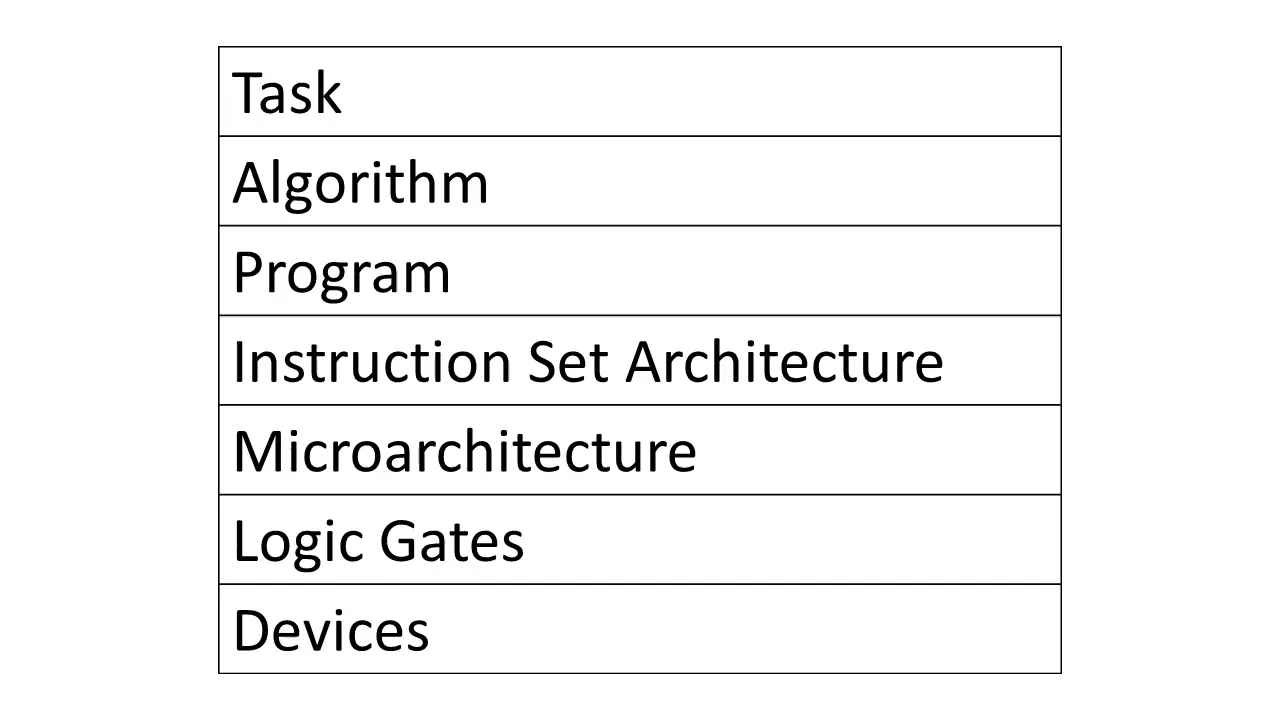 Task
Algorithm
Program
Instruction Set Architecture
Microarchitecture
Logic Gates
Devices